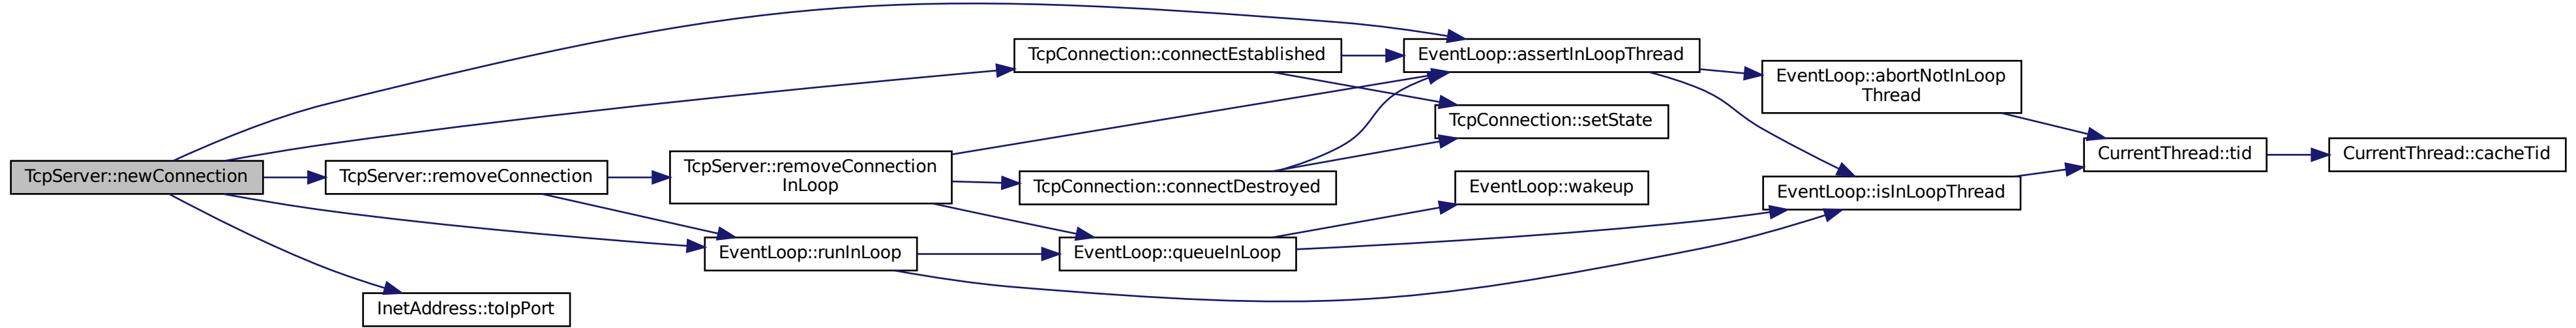 TcpServer::newConnection
TcpServer::removeConnection
InetAddress::toIpPort
TcpServer::removeConnection
InLoop
EventLoop::runInLoop
TcpConnection::connectEstablished
TcpConnection::connectDestroyed
EventLoop::queueInLoop
EventLoop::assertInLoopThread
TcpConnection::setState
EventLoop::wakeup
EventLoop::abortNotInLoop
Thread
EventLoop::isInLoopThread
CurrentThread::tid
CurrentThread::cacheTid